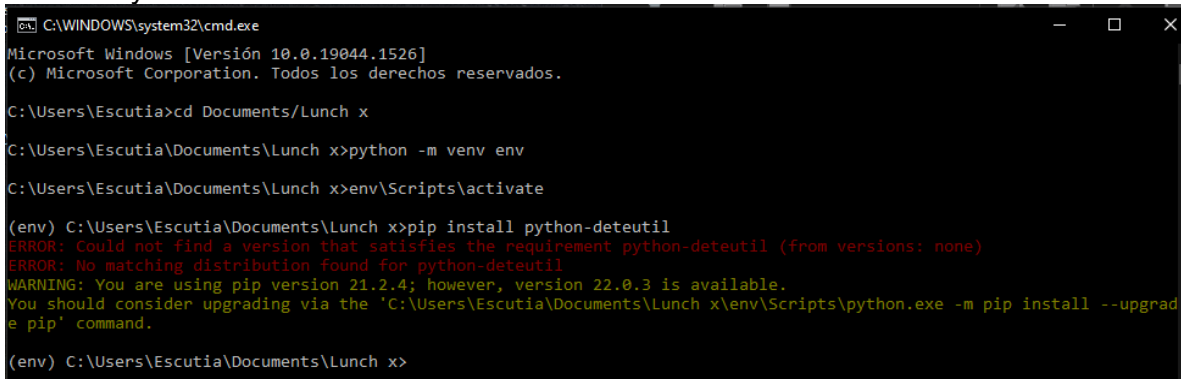 C:\WINDOWS\system32\cmd.exe
Microsoft Windows [Versión 10.0.19044.1526]
(c) Microsoft Corporation. Todos los derechos reservados.
C:\Users\Escutia>cd Documents/Lunch x
C:\Users\Escutia\Documents\Lunch x>python -m venv env
C:\Users\Escutia\Documents\Lunch x>env\Scripts\activate
(env) C:\Users\Escutia\Documents\Lunch x>pip install python-deteutil
ERROR: Could not find a version that satisfies the requirement python-deteutil (from versions: none)
ERROR: No matching distribution found for python-deteutil
WARNING: You are using pip version 21.2.4; however, version 22.0.3 is available.
You should consider upgrading via the 'C:\Users\Escutia\Documents\Lunch x\env\Scripts\python.exe -m pip install --upgrad
e pip' command.
(env) C:\Users\Escutia\Documents\Lunch x>